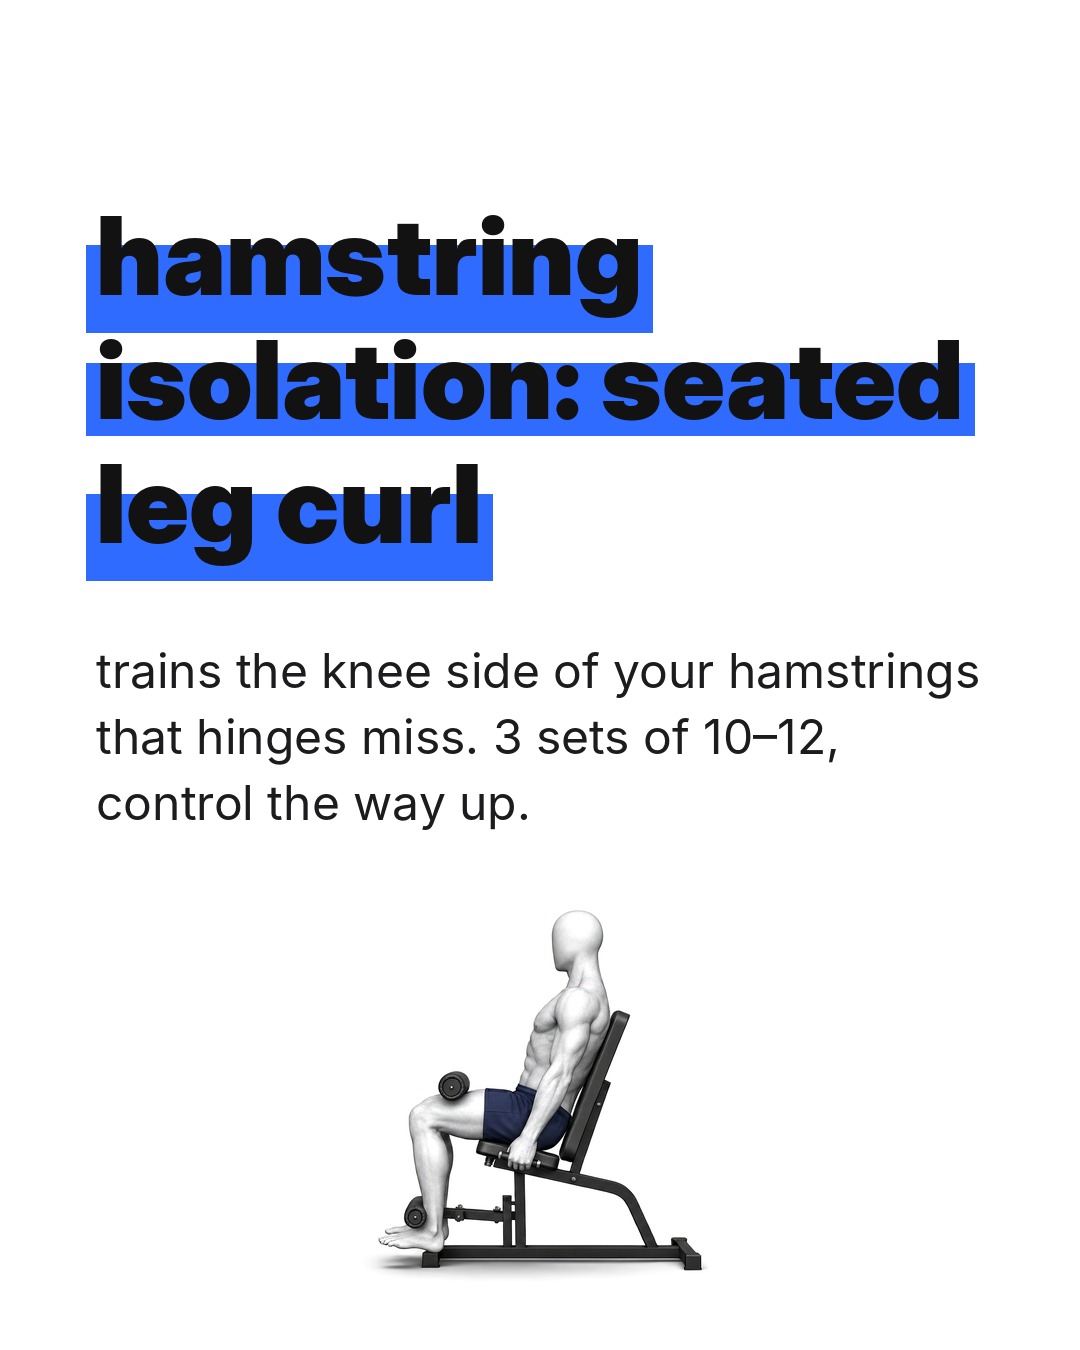 hamstring
isolation: seated
leg curl
trains the knee side of your hamstrings
that hinges miss. 3 sets of 10–12,
control the way up.